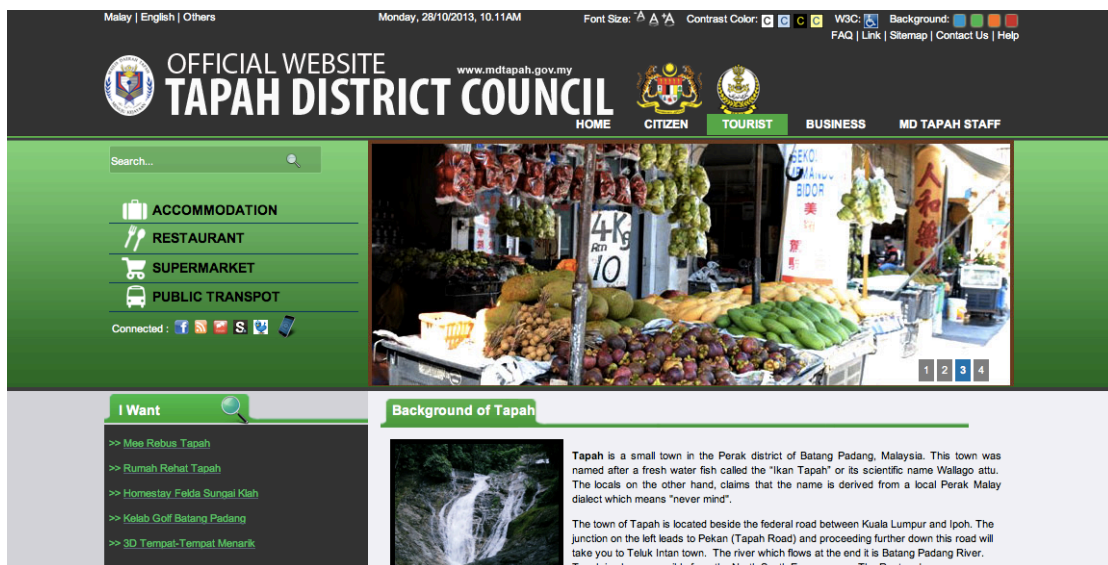 Malay | English | Others
Monday, 28/10/2013, 10.11AM
Font Size: -A A +A Contrast Color: C C C C W3C: Background:
FAQ | Link | Sitemap | Contact Us | Help
OFFICIAL WEBSITE
www.mdtapah.gov.my
TAPAH DISTRICT COUNCIL
HOME CITIZEN TOURIST BUSINESS MD TAPAH STAFF
Search...
ACCOMMODATION
RESTAURANT
SUPERMARKET
PUBLIC TRANSPOT
Connected :
4Kg
Rm
10
BIDOR
美
人和
1 2 3 4
I Want
>> Mee Rebus Tapah
>> Rumah Rehat Tapah
>> Homestay Felda Sungai Klah
>> Kelab Golf Batang Padang
>> 3D Tempat-Tempat Menarik
Background of Tapah
Tapah is a small town in the Perak district of Batang Padang, Malaysia. This town was
named after a fresh water fish called the "Ikan Tapah" or its scientific name Wallago attu.
The locals on the other hand, claims that the name is derived from a local Perak Malay
dialect which means "never mind".
The town of Tapah is located beside the federal road between Kuala Lumpur and Ipoh. The
junction on the left leads to Pekan (Tapah Road) and proceeding further down this road will
take you to Teluk Intan town. The river which flows at the end it is Batang Padang River.